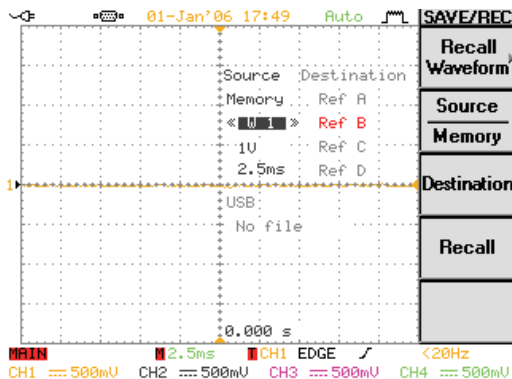 01-Jan'06 17:49 Auto SAVE/REC
Recall
Waveform
Source Destination
Memory Ref A
« W 1 » Ref B
1V Ref C
2.5ms Ref D
Source
Memory
1
Destination
USB:
No file
Recall
0.000 s
MAIN M 2.5ms T CH1 EDGE <20Hz
CH1 500mV CH2 500mV CH3 500mV CH4 500mV